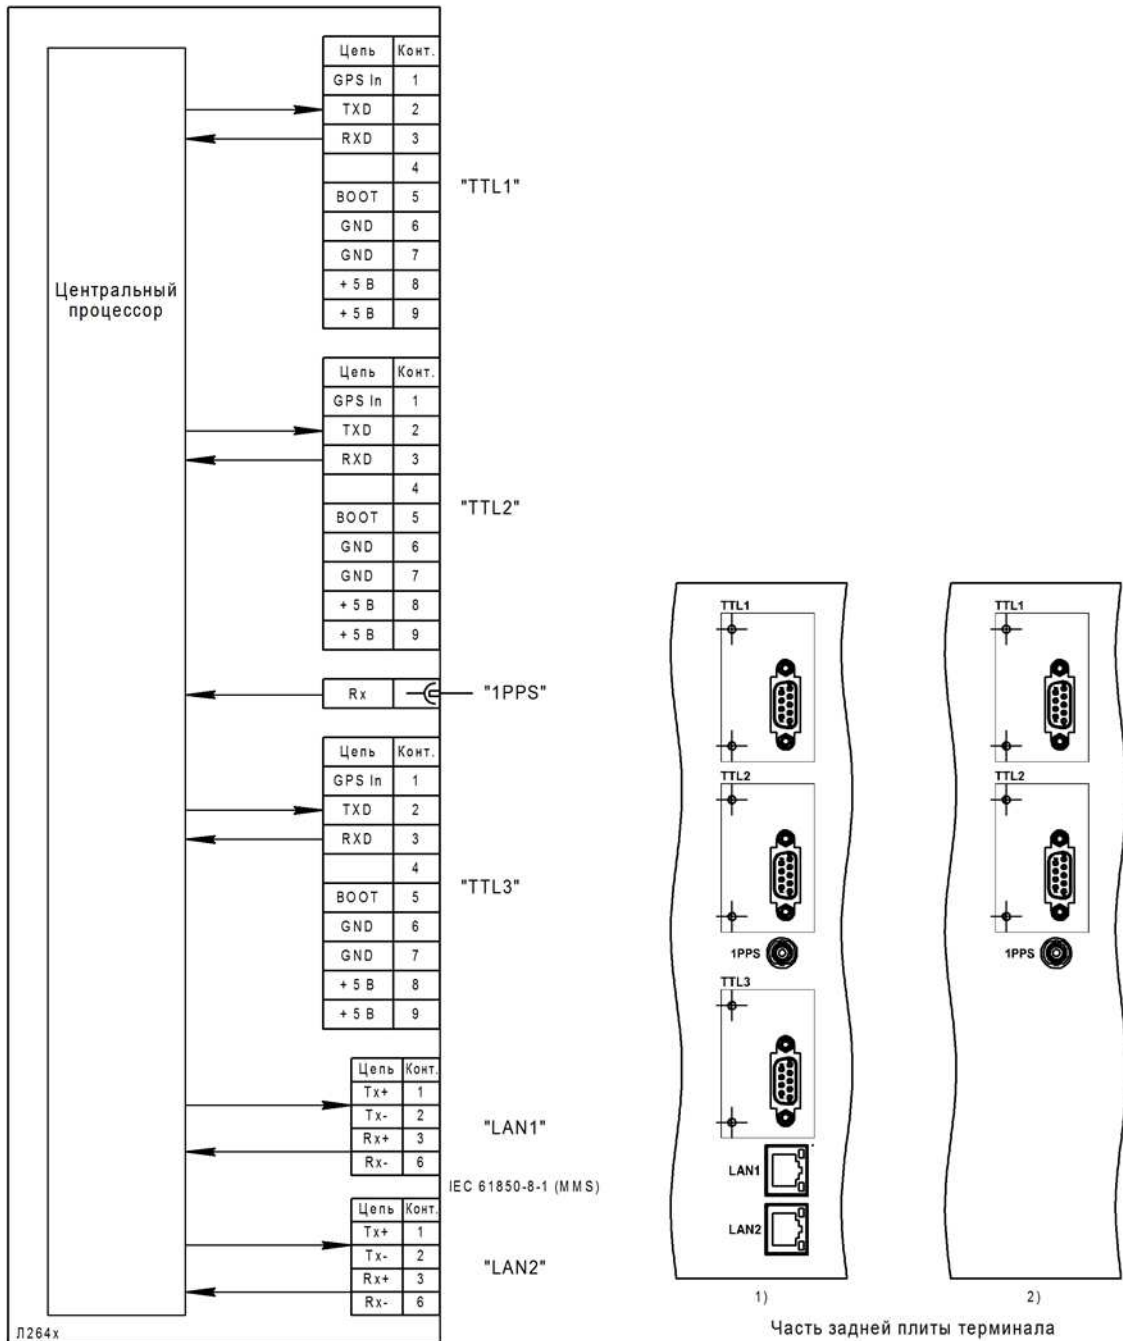 Цепь Конт.
GPS In 1
TXD 2
RXD 3
4
BOOT 5
GND 6
GND 7
+ 5 В 8
+ 5 В 9
"TTL1"
Центральный
процессор
Цепь Конт.
GPS In 1
TXD 2
RXD 3
4
BOOT 5
GND 6
GND 7
+ 5 В 8
+ 5 В 9
"TTL2"
Rx
"1PPS"
Цепь Конт.
GPS In 1
TXD 2
RXD 3
4
BOOT 5
GND 6
GND 7
+ 5 В 8
+ 5 В 9
"TTL3"
Цепь Конт.
Tx+ 1
Tx- 2
Rx+ 3
Rx- 6
"LAN1"
IEC 61850-8-1 (MMS)
Цепь Конт.
Tx+ 1
Tx- 2
Rx+ 3
Rx- 6
"LAN2"
Л264х
TTL1
TTL2
1PPS
TTL3
LAN1
LAN2
1)
TTL1
TTL2
1PPS
2)
Часть задней плиты терминала